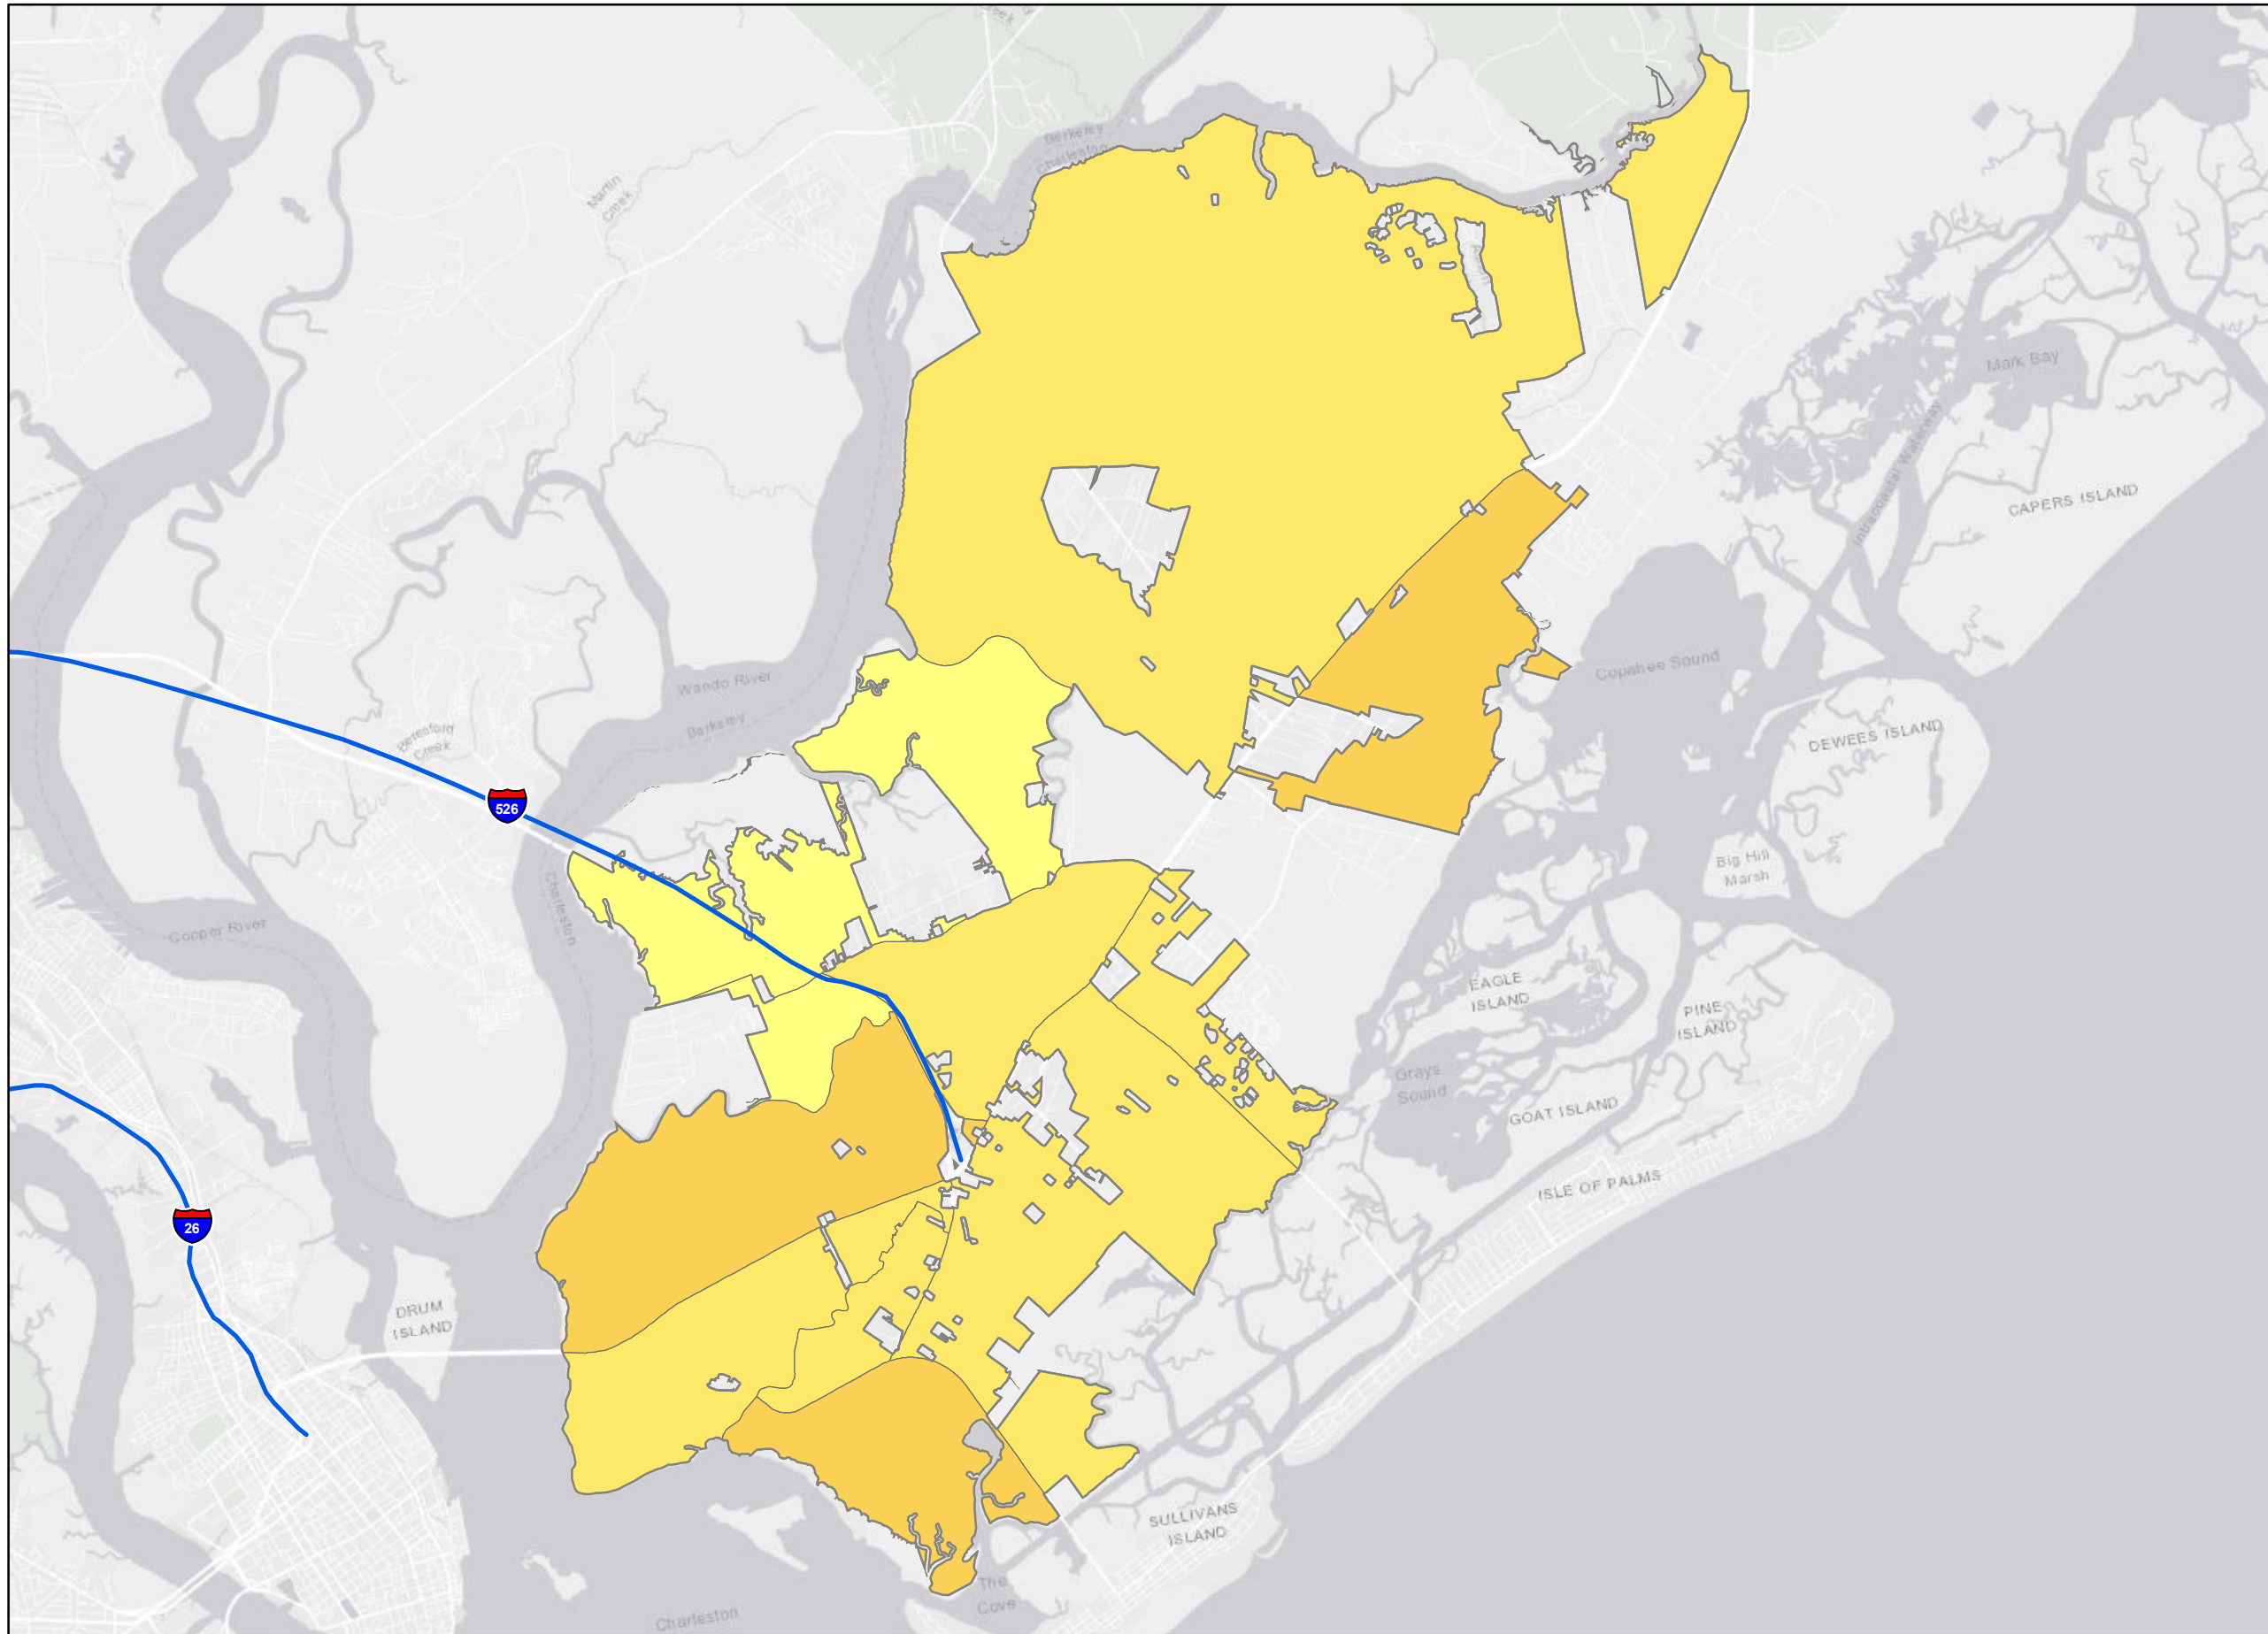 Creek
Berkeley
Charleston
Martin
Creek
Mark Bay
Intracoastal Waterway
CAPERS ISLAND
Copahee Sound
Wando River
Berkeley
Beresford
Creek
DEWEES ISLAND
526
Big Hill
Marsh
Charleston
Cooper River
EAGLE
ISLAND
PINE
ISLAND
Grays
Sound
GOAT ISLAND
ISLE OF PALMS
26
DRUM
ISLAND
SULLIVANS
ISLAND
The
Cove
Charleston